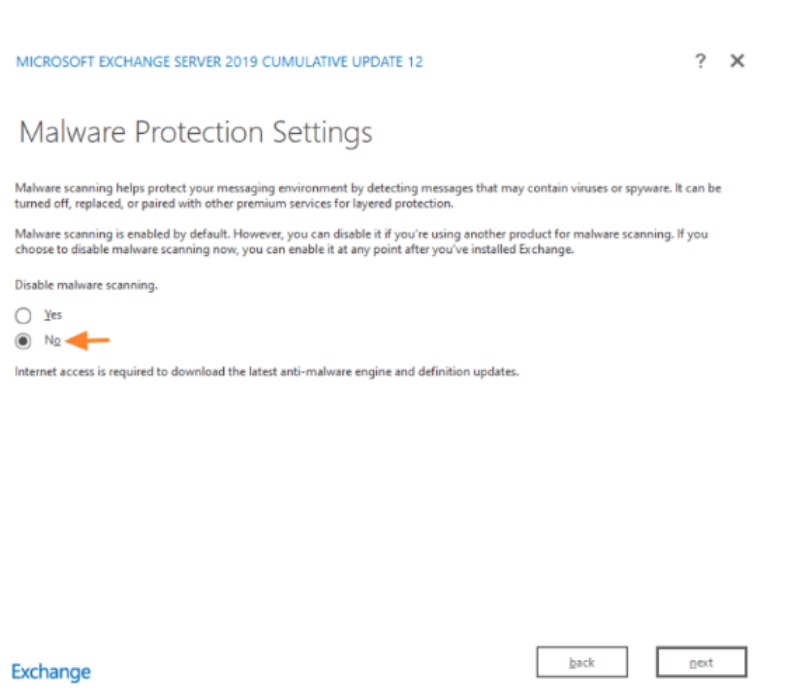 MICROSOFT EXCHANGE SERVER 2019 CUMULATIVE UPDATE 12
?
Malware Protection Settings
Malware scanning helps protect your messaging environment by detecting messages that may contain viruses or spyware. It can be
turned off, replaced, or paired with other premium services for layered protection.
Malware scanning is enabled by default. However, you can disable it if you're using another product for malware scanning. If you
choose to disable malware scanning now, you can enable it at any point after you've installed Exchange.
Disable malware scanning.
Yes
No
Internet access is required to download the latest anti-malware engine and definition updates.
Exchange
back
next